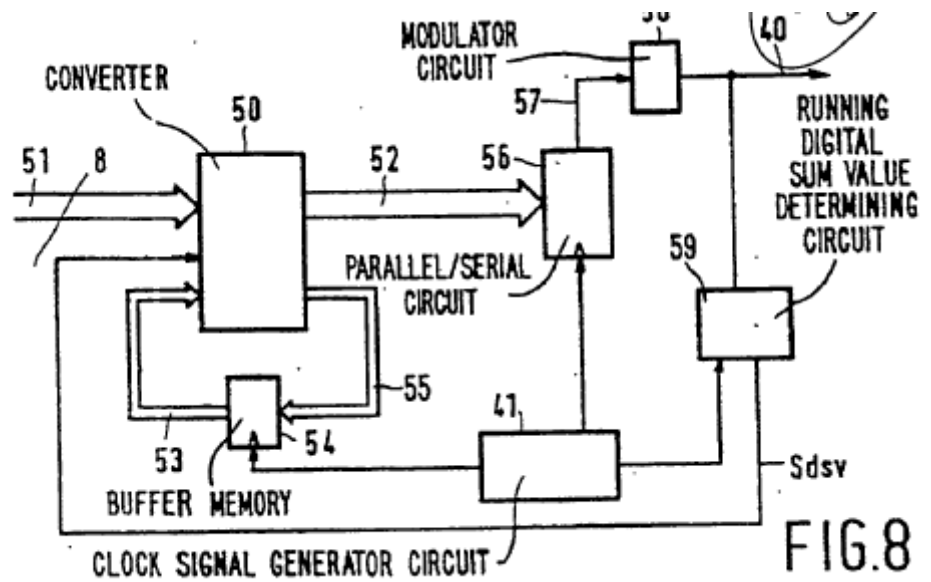 MODULATOR
CIRCUIT
40
CONVERTER
50
57
RUNNING
DIGITAL
SUM VALUE
DETERMINING
CIRCUIT
51
8
52
56
PARALLEL/SERIAL
CIRCUIT
59
55
53
54
41
BUFFER MEMORY
Sdsv
CLOCK SIGNAL GENERATOR CIRCUIT
FIG.8